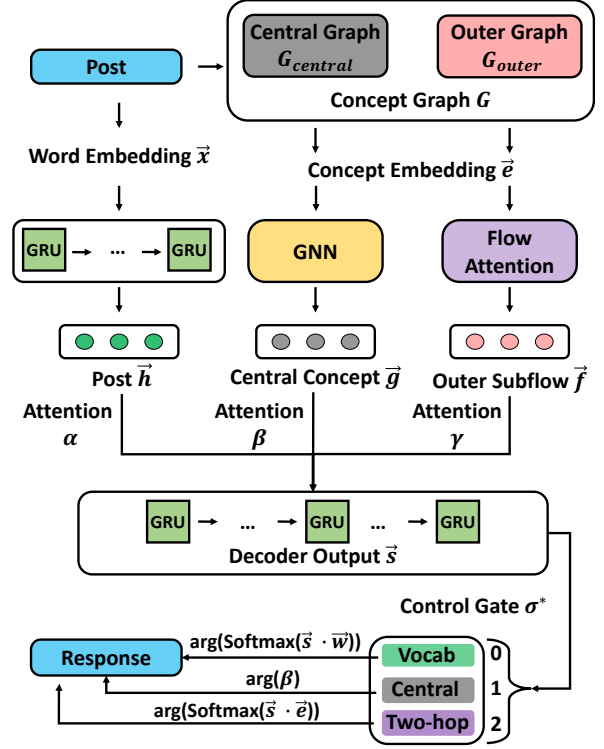 Post
Central Graph
G_central
Outer Graph
G_outer
Concept Graph G
Word Embedding x⃗
Concept Embedding e⃗
GRU ... GRU
GNN
Flow
Attention
Post h⃗
Central Concept g⃗
Outer Subflow f⃗
Attention
α
Attention
β
Attention
γ
GRU ... GRU ... GRU
Decoder Output s⃗
Control Gate σ*
Response
arg(Softmax(s⃗ · w⃗))
arg(β)
arg(Softmax(s⃗ · e⃗))
Vocab 0
Central 1
Two-hop 2